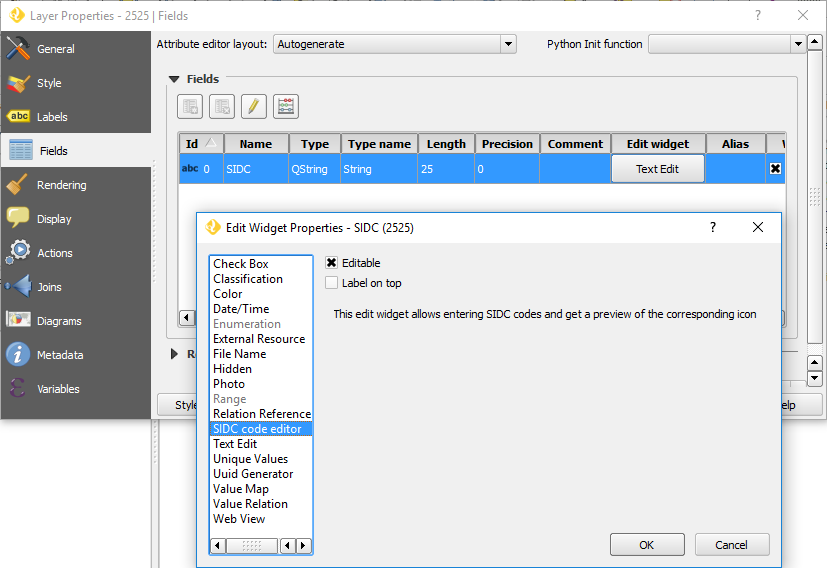 Layer Properties - 2525 | Fields
General
Style
Labels
Fields
Rendering
Display
Actions
Joins
Diagrams
Metadata
Variables
Attribute editor layout: Autogenerate Python Init function
Fields
Id Name Type Type name Length Precision Comment Edit widget Alias
abc 0 SIDC QString String 25 0 Text Edit
Edit Widget Properties - SIDC (2525)
Check Box
Classification
Color
Date/Time
Enumeration
External Resource
File Name
Hidden
Photo
Range
Relation Reference
SIDC code editor
Text Edit
Unique Values
Uuid Generator
Value Map
Value Relation
Web View
Editable
Label on top
This edit widget allows entering SIDC codes and get a preview of the corresponding icon
OK Cancel
Style
elp